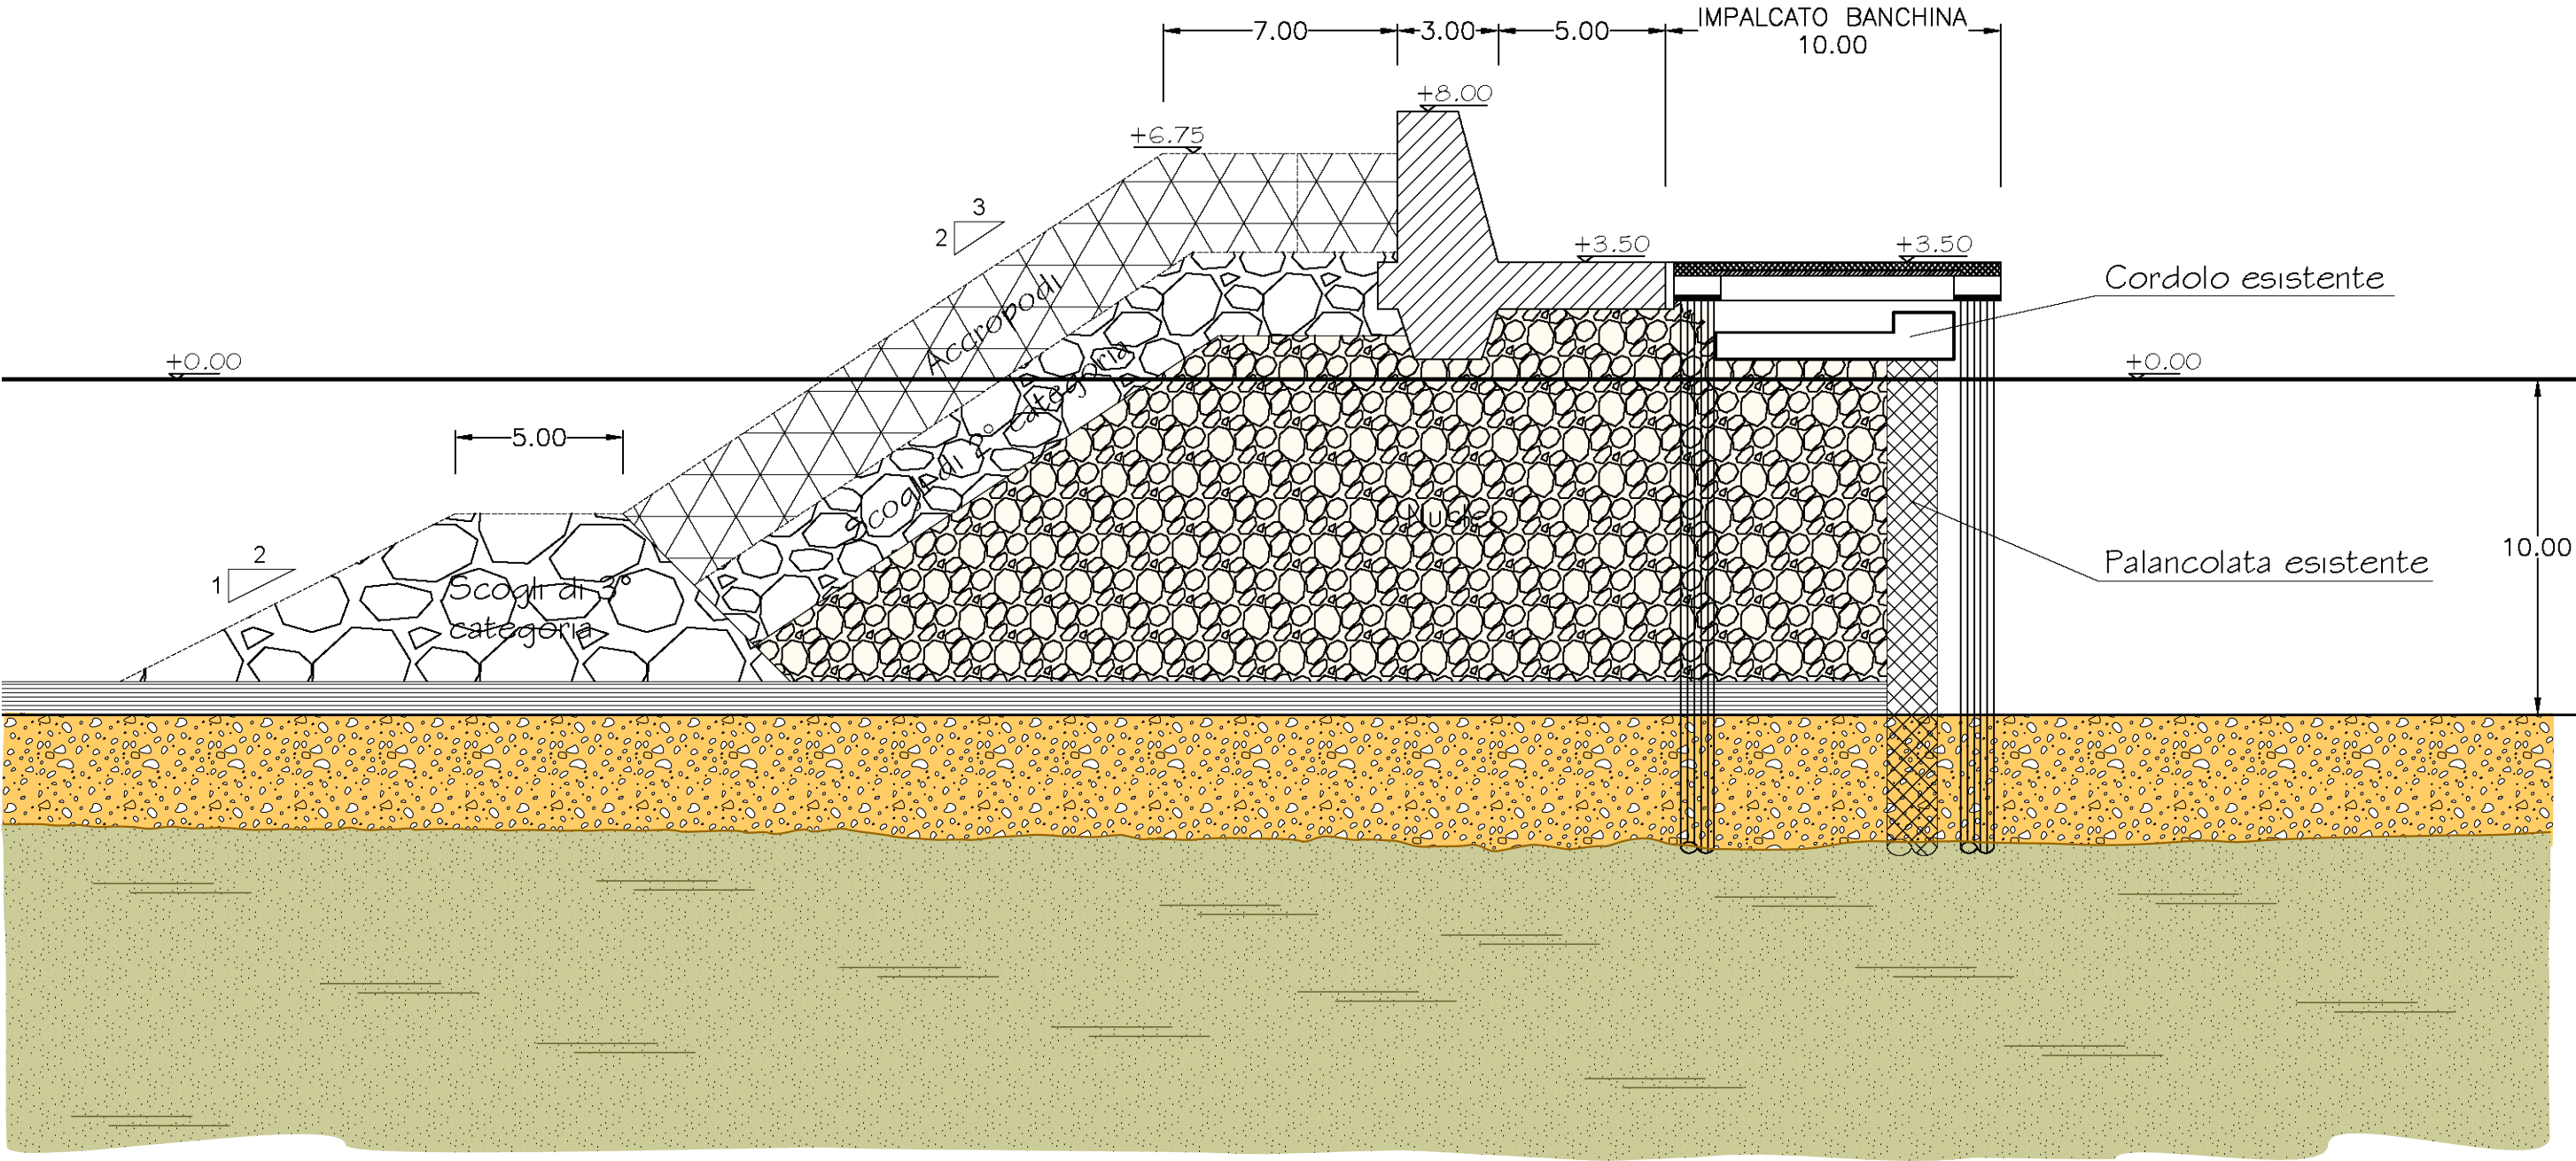 IMPALCATO BANCHINA
7.00
3.00
5.00
10.00
+8.00
+6.75
3
2
+3.50
+3.50
Cordolo esistente
Accropodi
+0.00
+0.00
Scogli di 2° categoria
5.00
Nucleo
10.00
2
1
Palancolata esistente
Scogli di 3°
categoria